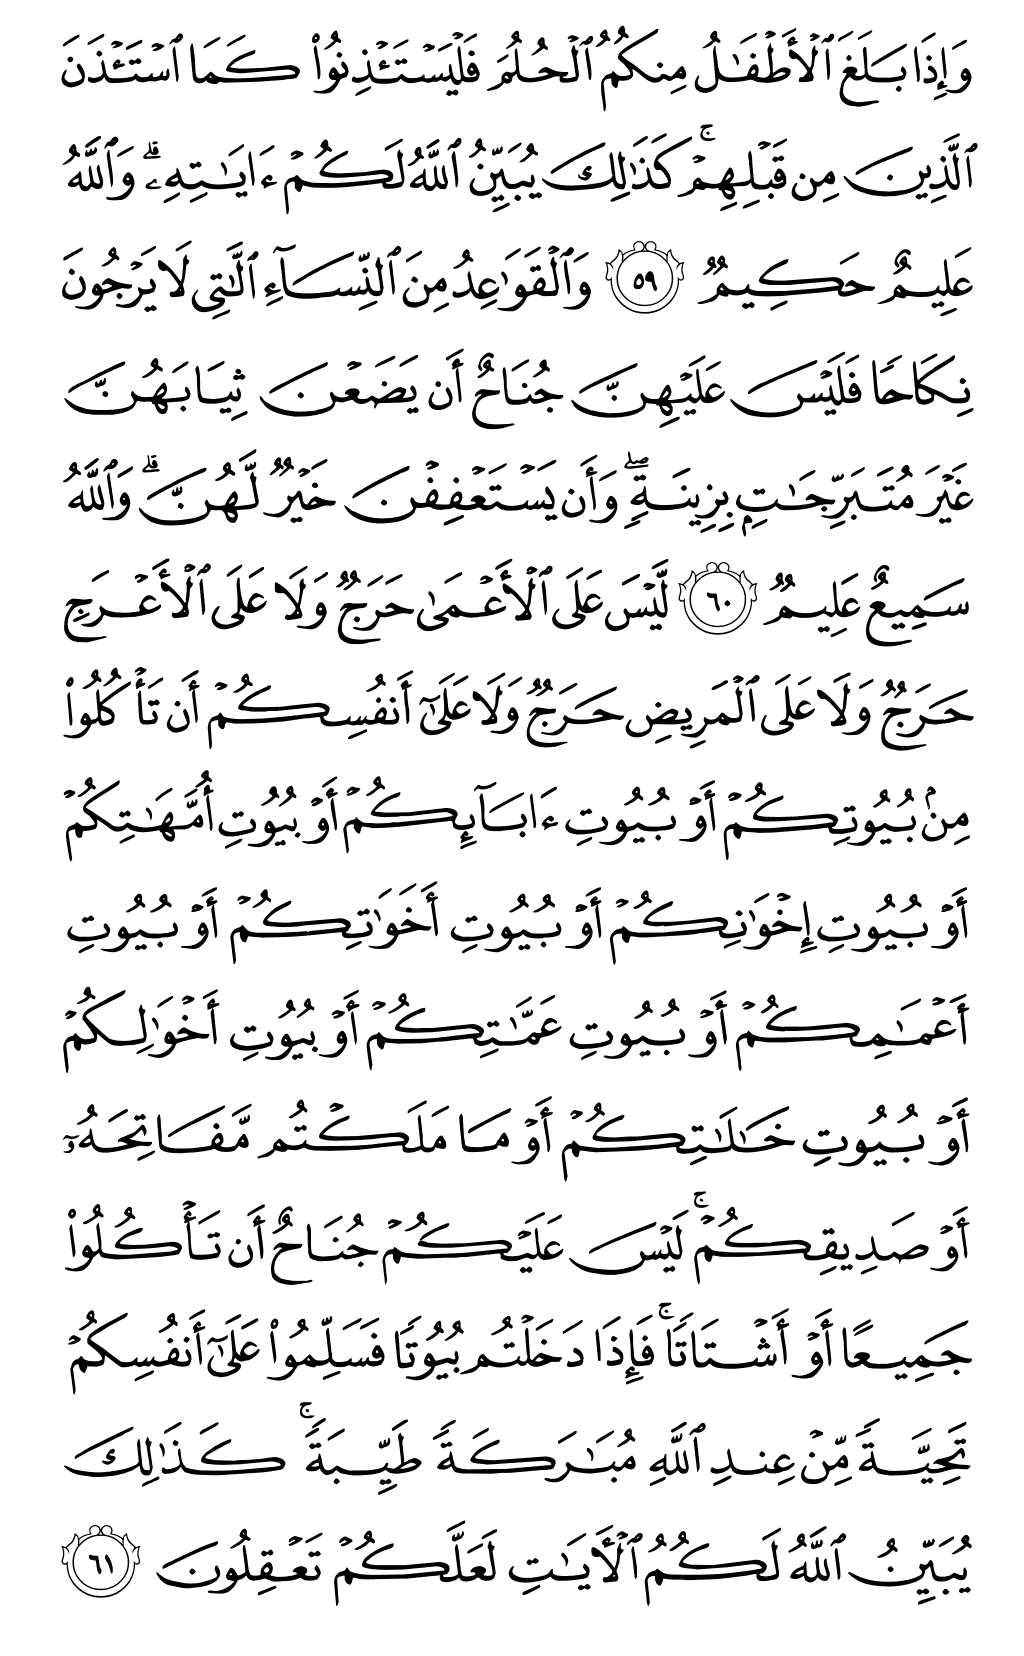 وَإِذَا بَلَغَ ٱلْأَطْفَـٰلُ مِنكُمُ ٱلْحُلُمَ فَلْيَسْتَـْٔذِنُوا۟ كَمَا ٱسْتَـْٔذَنَ
ٱلَّذِينَ مِن قَبْلِهِمْ ۚ كَذَٰلِكَ يُبَيِّنُ ٱللَّهُ لَكُمْ ءَايَـٰتِهِۦ ۗ وَٱللَّهُ
عَلِيمٌ حَكِيمٌ ٥٩ وَٱلْقَوَٰعِدُ مِنَ ٱلنِّسَآءِ ٱلَّـٰتِى لَا يَرْجُونَ
نِكَاحًا فَلَيْسَ عَلَيْهِنَّ جُنَاحٌ أَن يَضَعْنَ ثِيَابَهُنَّ
غَيْرَ مُتَبَرِّجَـٰتٍۭ بِزِينَةٍ ۖ وَأَن يَسْتَعْفِفْنَ خَيْرٌ لَّهُنَّ ۗ وَٱللَّهُ
سَمِيعٌ عَلِيمٌ ٦٠ لَّيْسَ عَلَى ٱلْأَعْمَىٰ حَرَجٌ وَلَا عَلَى ٱلْأَعْرَجِ
حَرَجٌ وَلَا عَلَى ٱلْمَرِيضِ حَرَجٌ وَلَا عَلَىٰٓ أَنفُسِكُمْ أَن تَأْكُلُوا۟
مِنۢ بُيُوتِكُمْ أَوْ بُيُوتِ ءَابَآئِكُمْ أَوْ بُيُوتِ أُمَّهَـٰتِكُمْ
أَوْ بُيُوتِ إِخْوَٰنِكُمْ أَوْ بُيُوتِ أَخَوَٰتِكُمْ أَوْ بُيُوتِ
أَعْمَـٰمِكُمْ أَوْ بُيُوتِ عَمَّـٰتِكُمْ أَوْ بُيُوتِ أَخْوَٰلِكُمْ
أَوْ بُيُوتِ خَـٰلَـٰتِكُمْ أَوْ مَا مَلَكْتُم مَّفَاتِحَهُۥٓ
أَوْ صَدِيقِكُمْ ۚ لَيْسَ عَلَيْكُمْ جُنَاحٌ أَن تَأْكُلُوا۟
جَمِيعًا أَوْ أَشْتَاتًا ۚ فَإِذَا دَخَلْتُم بُيُوتًا فَسَلِّمُوا۟ عَلَىٰٓ أَنفُسِكُمْ
تَحِيَّةً مِّنْ عِندِ ٱللَّهِ مُبَـٰرَكَةً طَيِّبَةً ۚ كَذَٰلِكَ
يُبَيِّنُ ٱللَّهُ لَكُمُ ٱلْـَٔايَـٰتِ لَعَلَّكُمْ تَعْقِلُونَ ٦١